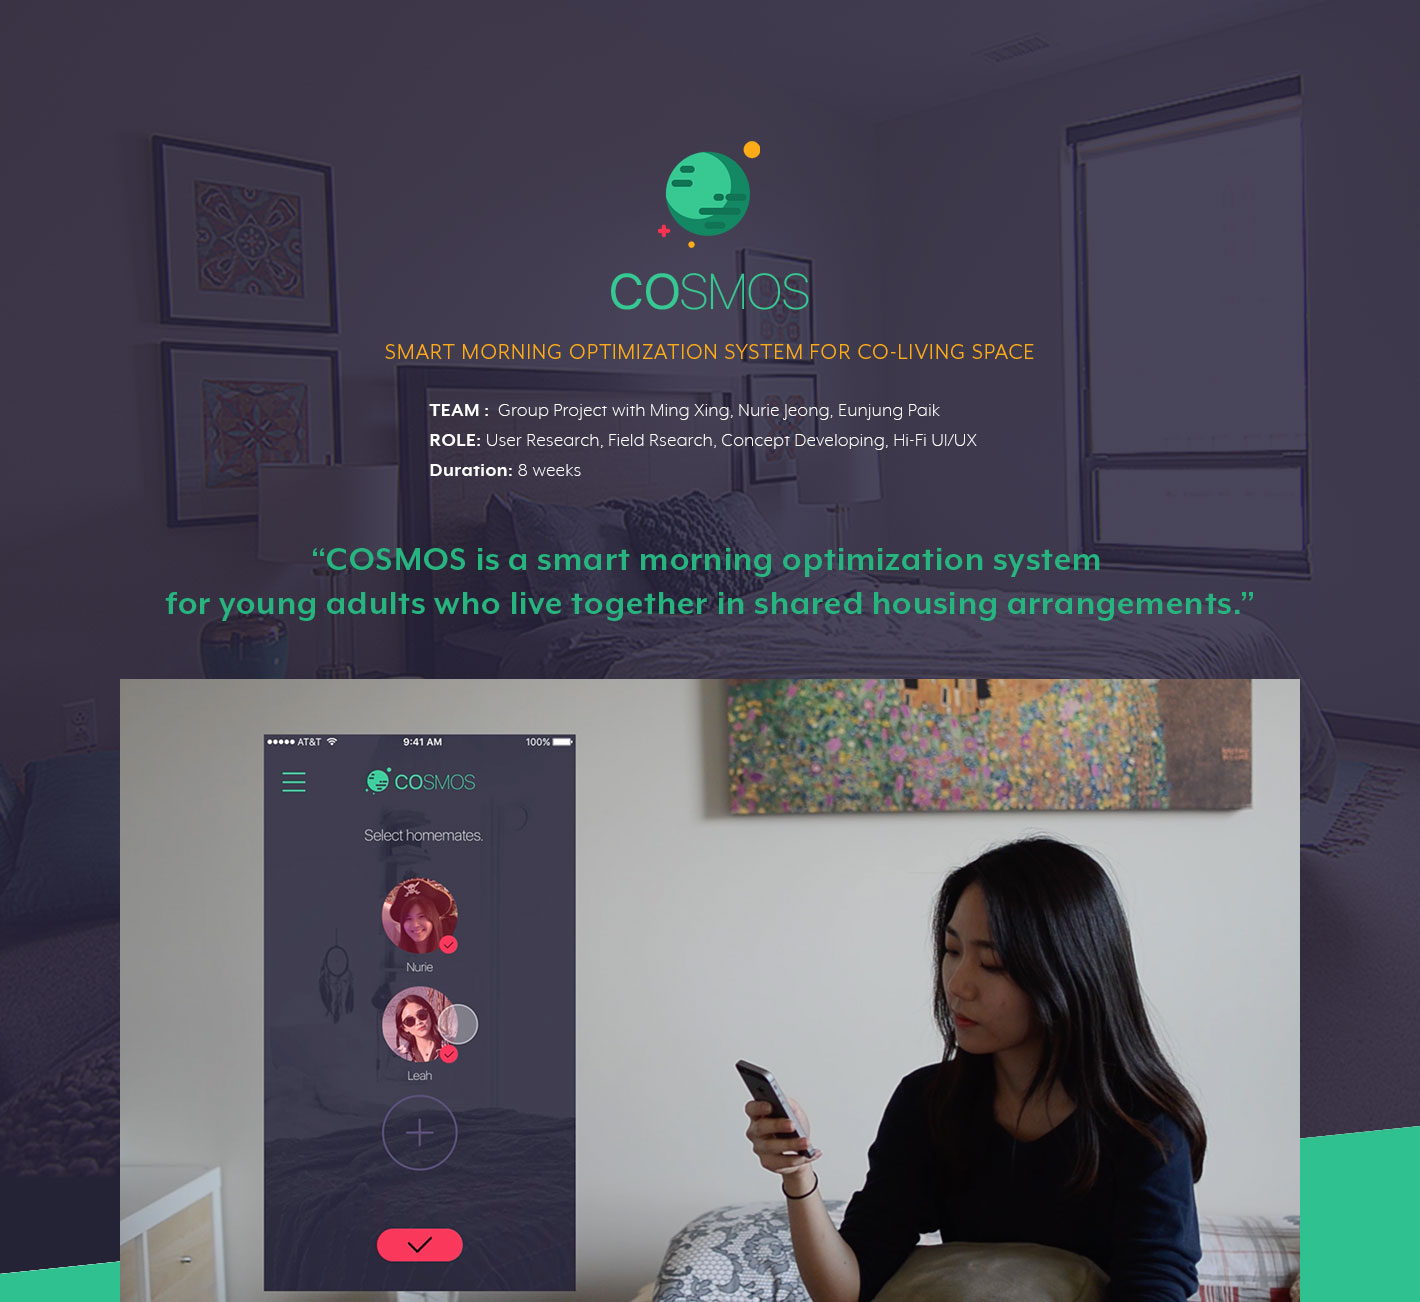 COSMOS
SMART MORNING OPTIMIZATION SYSTEM FOR CO-LIVING SPACE
TEAM : Group Project with Ming Xing, Nurie Jeong, Eunjung Paik
ROLE: User Research, Field Rsearch, Concept Developing, Hi-Fi UI/UX
Duration: 8 weeks
“COSMOS is a smart morning optimization system
for young adults who live together in shared housing arrangements.”
AT&T 9:41 AM 100%
COSMOS
Select homemates.
Nurie
Leah